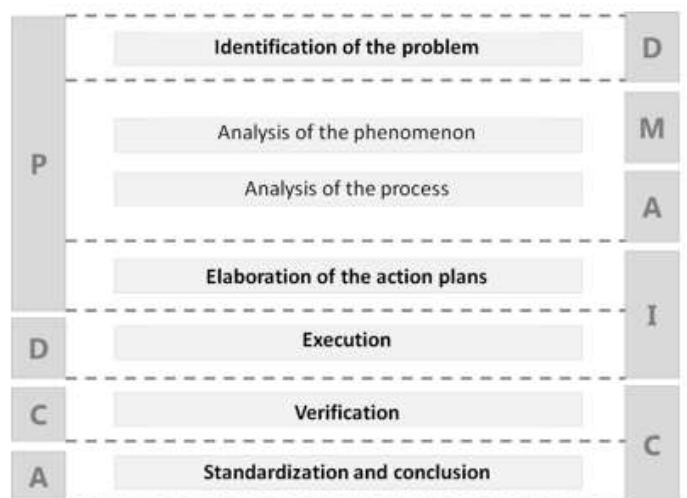 Identification of the problem
D
P
Analysis of the phenomenon
M
Analysis of the process
A
Elaboration of the action plans
I
D
Execution
C
Verification
C
A
Standardization and conclusion